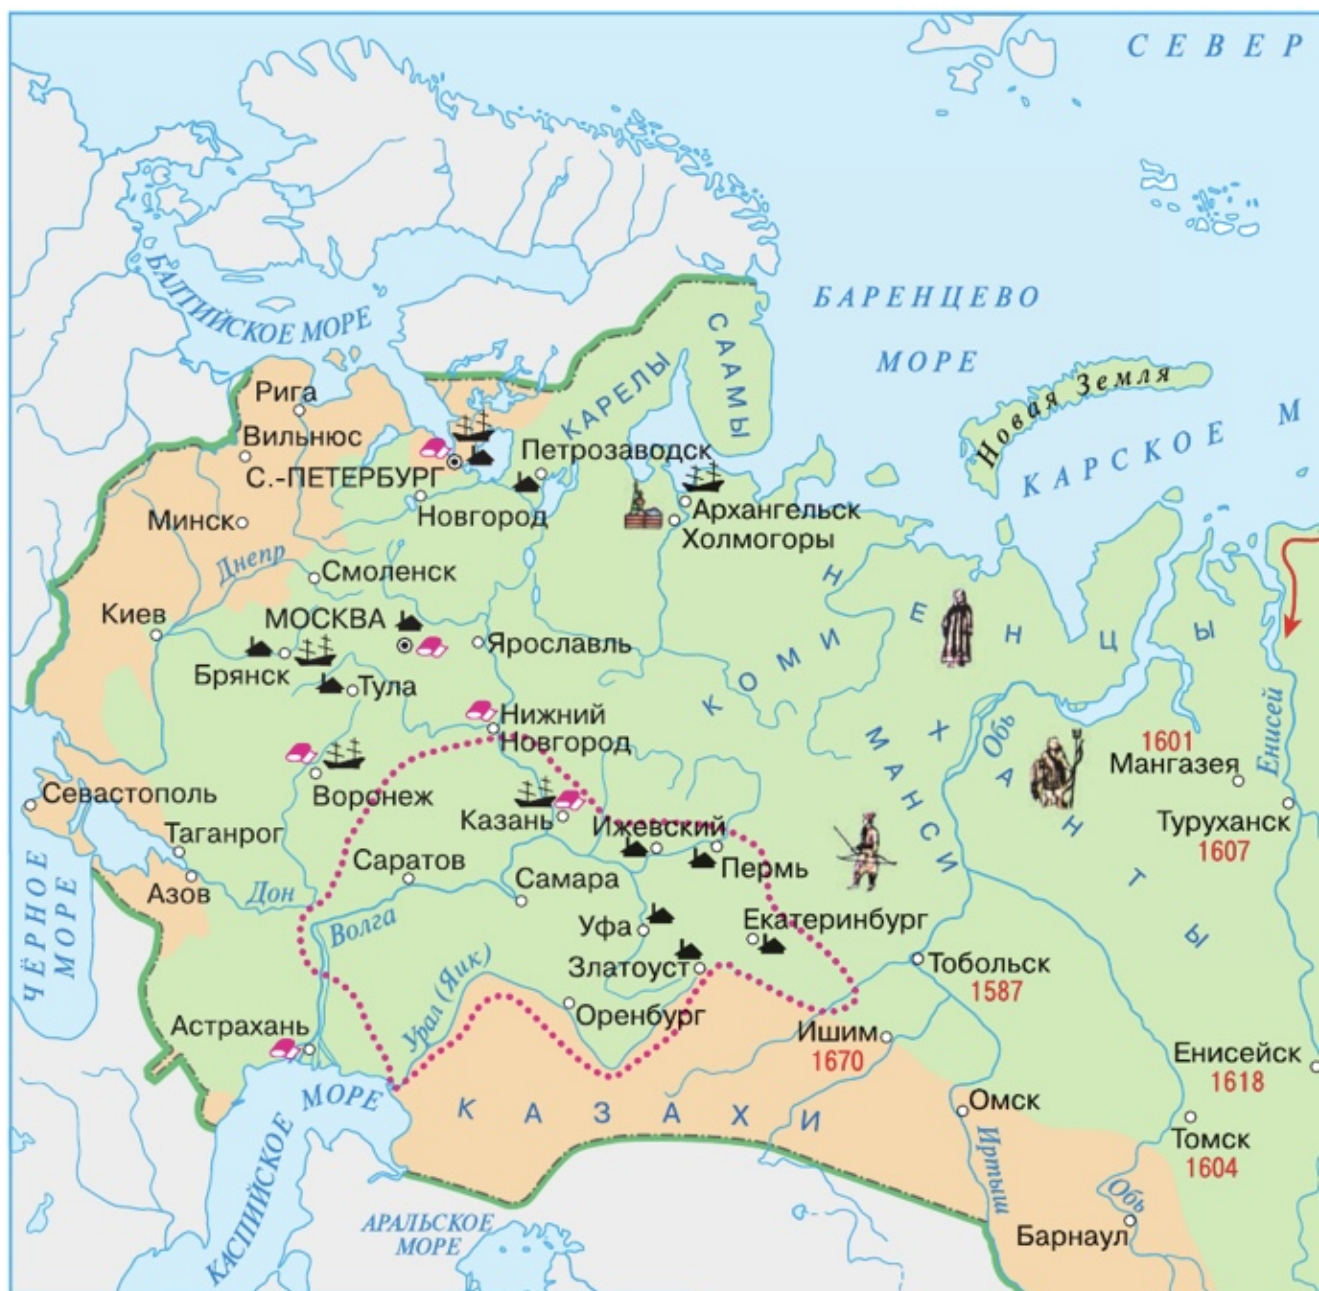 СЕВЕР
БАЛТИЙСКОЕ МОРЕ
БАРЕНЦЕВО
МОРЕ
СААМЫ
КАРЕЛЫ
Новая Земля
КАРСКОЕ М
Рига
Вильнюс
С.-ПЕТЕРБУРГ
Петрозаводск
Новгород
Минск
Архангельск
Холмогоры
Днепр
Смоленск
Киев
МОСКВА
Ярославль
Брянск
Тула
НЕНЦЫ
КОМИ
Нижний
Новгород
МАНСИ
ХАНТЫ
Обь
Енисей
1601
Мангазея
Туруханск
1607
Воронеж
Севастополь
Казань
Ижевский
Таганрог
Пермь
Саратов
Самара
Азов
Дон
Волга
ЧЁРНОЕ
МОРЕ
Уфа
Екатеринбург
Златоуст
Тобольск
1587
Урал (Яик)
Оренбург
Астрахань
Ишим
1670
Енисейск
1618
КАЗАХИ
Омск
Томск
1604
Иртыш
Обь
Барнаул
КАСПИЙСКОЕ МОРЕ
АРАЛЬСКОЕ
МОРЕ